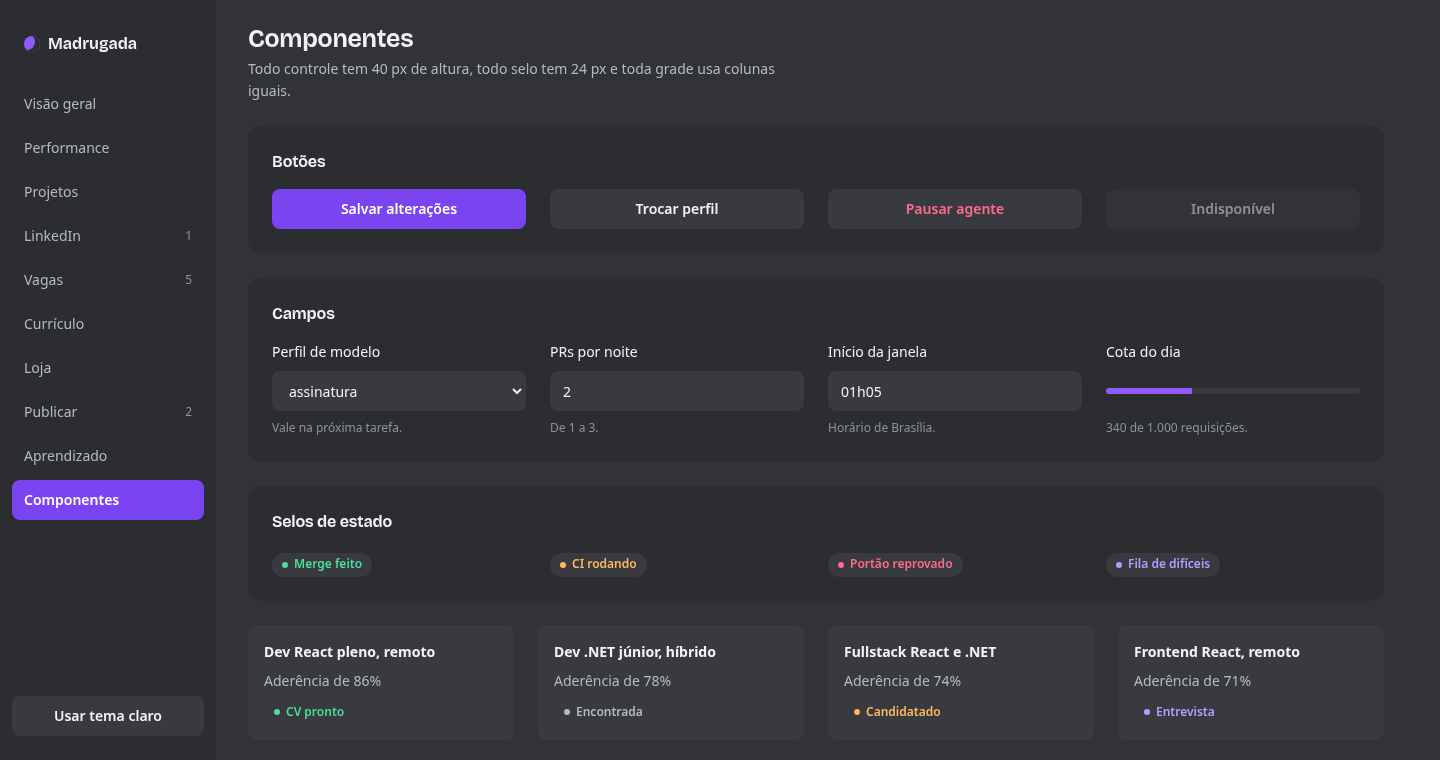 Madrugada
Visão geral
Performance
Projetos
LinkedIn 1
Vagas 5
Currículo
Loja
Publicar 2
Aprendizado
Componentes
Usar tema claro
Componentes
Todo controle tem 40 px de altura, todo selo tem 24 px e toda grade usa colunas
iguais.
Botões
Salvar alterações Trocar perfil Pausar agente Indisponível
Campos
Perfil de modelo PRs por noite Início da janela Cota do dia
assinatura 2 01h05
Vale na próxima tarefa. De 1 a 3. Horário de Brasília. 340 de 1.000 requisições.
Selos de estado
Merge feito CI rodando Portão reprovado Fila de difíceis
Dev React pleno, remoto Dev .NET júnior, híbrido Fullstack React e .NET Frontend React, remoto
Aderência de 86% Aderência de 78% Aderência de 74% Aderência de 71%
CV pronto Encontrada Candidatado Entrevista